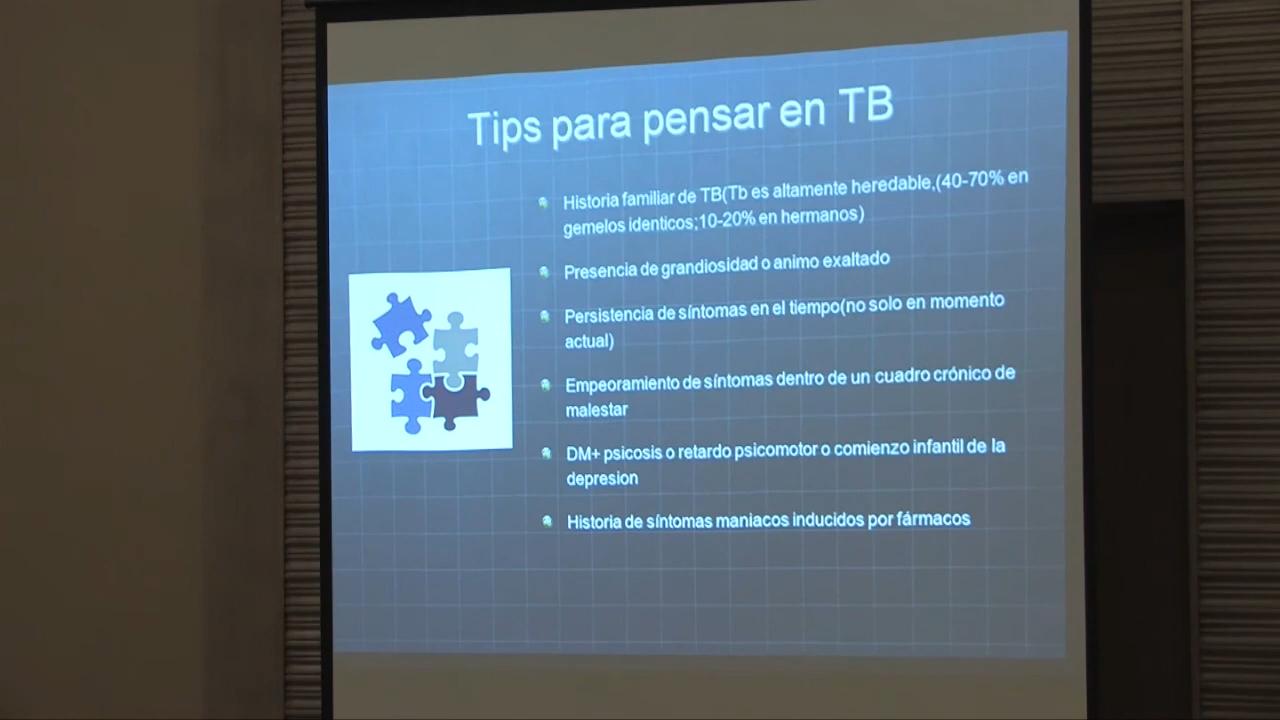 Tips para pensar en TB
Historia familiar de TB(Tb es altamente heredable,(40-70% en
gemelos identicos;10-20% en hermanos)
Presencia de grandiosidad o animo exaltado
Persistencia de síntomas en el tiempo(no solo en momento
actual)
Empeoramiento de síntomas dentro de un cuadro crónico de
malestar
DM+ psicosis o retardo psicomotor o comienzo infantil de la
depresion
Historia de síntomas maniacos inducidos por fármacos